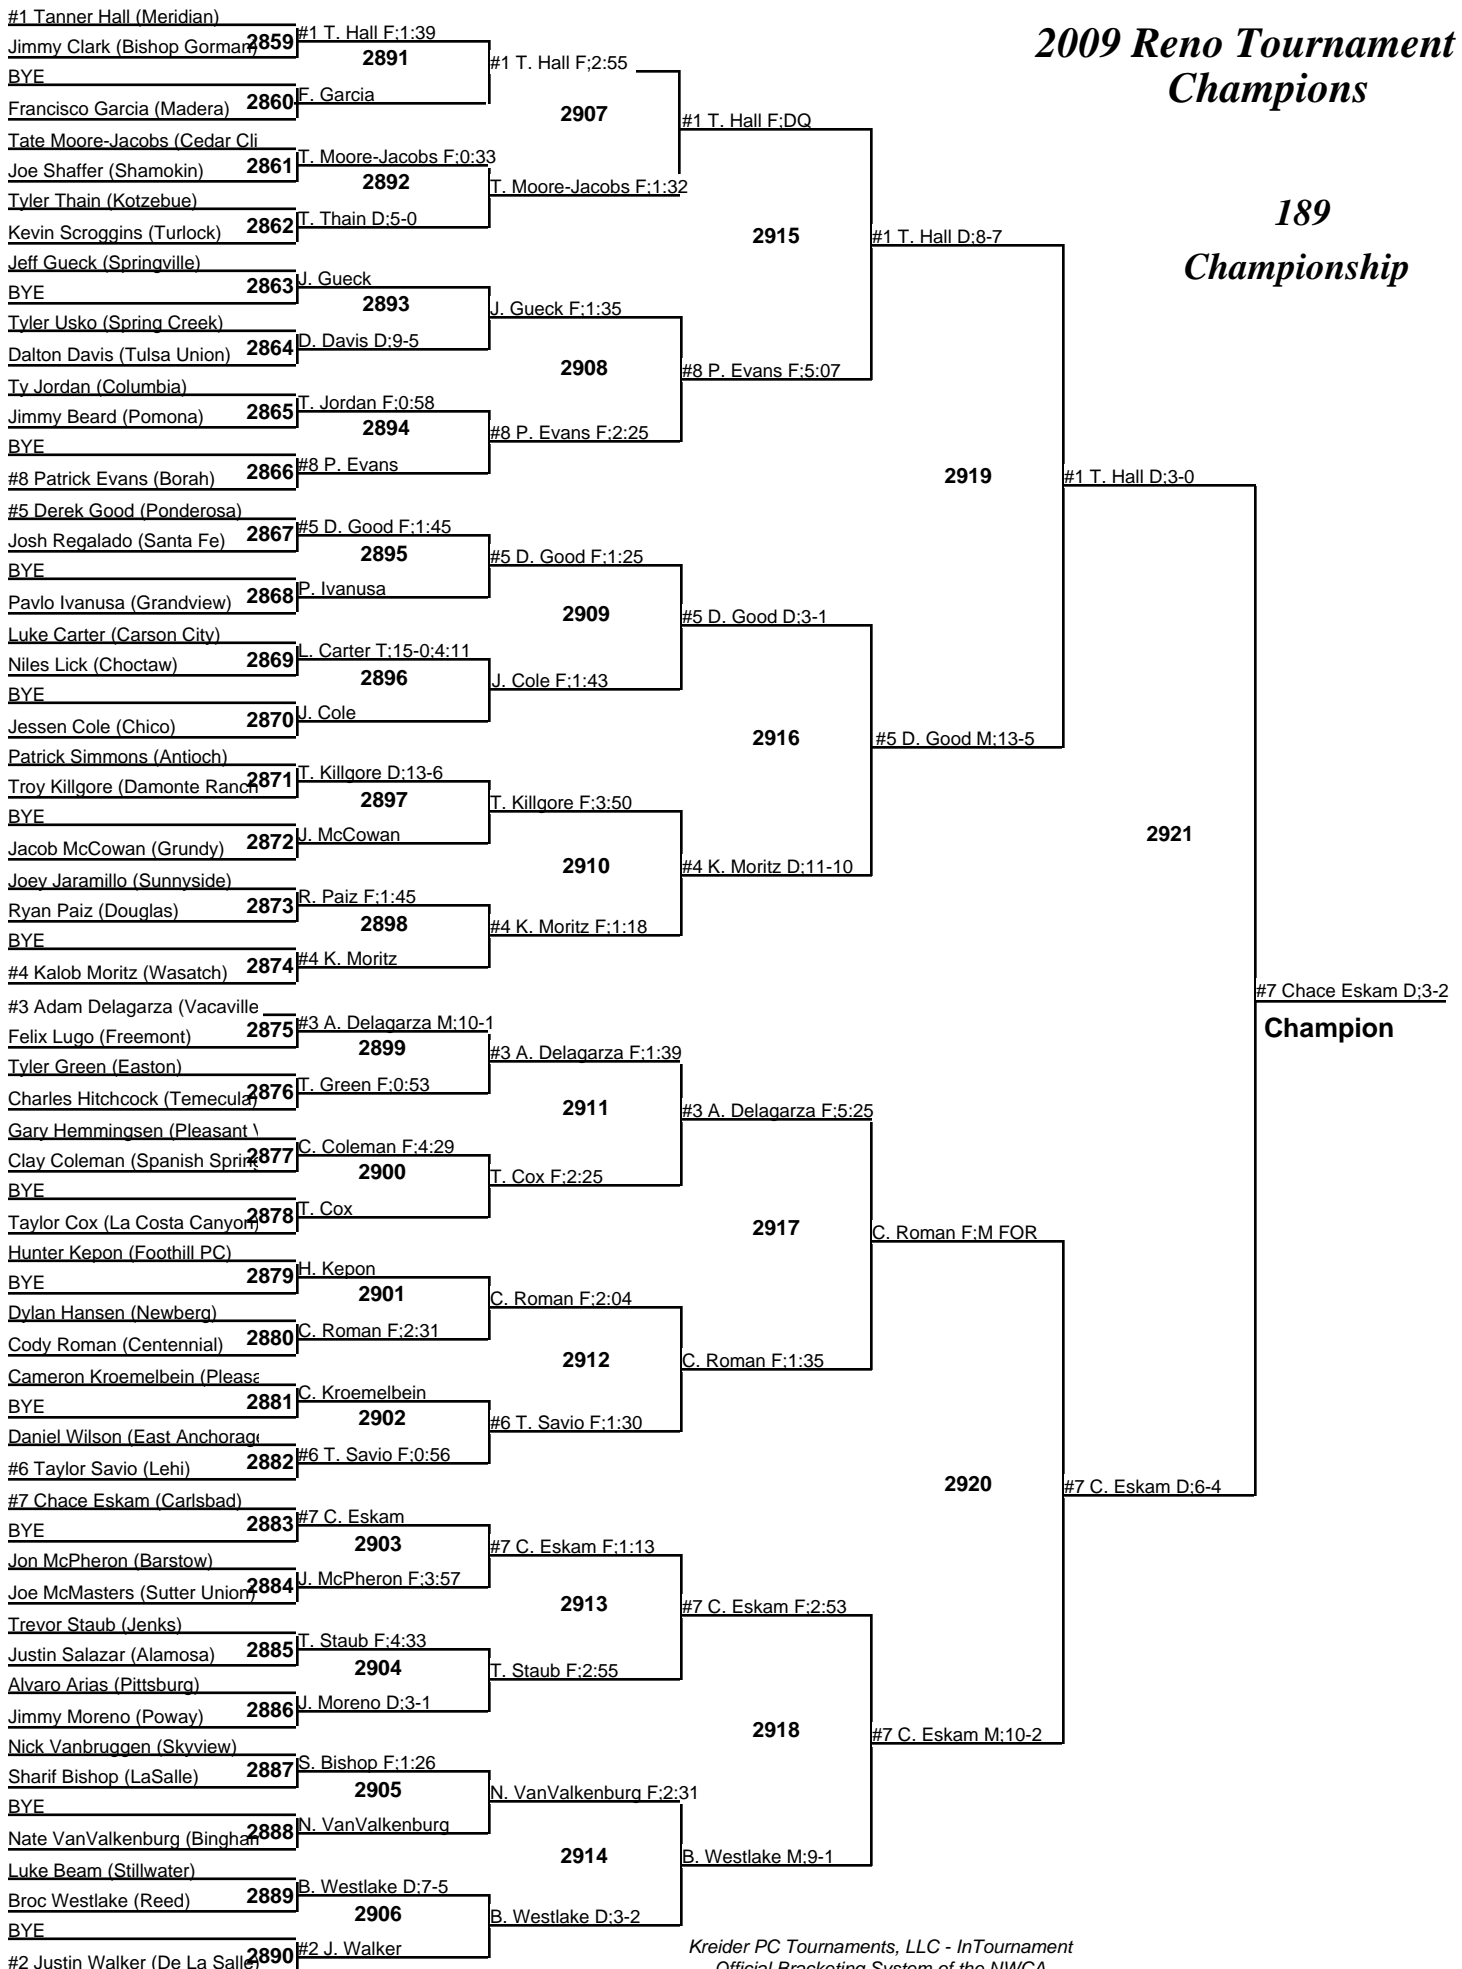 2009 Reno Tournament
Champions
189
Championship
#1 Tanner Hall (Meridian)
Jimmy Clark (Bishop Gorman)
2859
BYE
Francisco Garcia (Madera)
2860
Tate Moore-Jacobs (Cedar Cli
Joe Shaffer (Shamokin)
2861
Tyler Thain (Kotzebue)
Kevin Scroggins (Turlock)
2862
Jeff Gueck (Springville)
BYE
2863
Tyler Usko (Spring Creek)
Dalton Davis (Tulsa Union)
2864
Ty Jordan (Columbia)
Jimmy Beard (Pomona)
2865
BYE
#8 Patrick Evans (Borah)
2866
#5 Derek Good (Ponderosa)
Josh Regalado (Santa Fe)
2867
BYE
Pavlo Ivanusa (Grandview)
2868
Luke Carter (Carson City)
Niles Lick (Choctaw)
2869
BYE
Jessen Cole (Chico)
2870
Patrick Simmons (Antioch)
Troy Killgore (Damonte Ranch
2871
BYE
Jacob McCowan (Grundy)
2872
Joey Jaramillo (Sunnyside)
Ryan Paiz (Douglas)
2873
BYE
#4 Kalob Moritz (Wasatch)
2874
#3 Adam Delagarza (Vacaville
Felix Lugo (Freemont)
2875
Tyler Green (Easton)
Charles Hitchcock (Temecula)
2876
Gary Hemmingsen (Pleasant V
Clay Coleman (Spanish Spring
2877
BYE
Taylor Cox (La Costa Canyon)
2878
Hunter Kepon (Foothill PC)
BYE
2879
Dylan Hansen (Newberg)
Cody Roman (Centennial)
2880
Cameron Kroemelbein (Pleasa
BYE
2881
Daniel Wilson (East Anchorage
#6 Taylor Savio (Lehi)
2882
#7 Chace Eskam (Carlsbad)
BYE
2883
Jon McPheron (Barstow)
Joe McMasters (Sutter Union)
2884
Trevor Staub (Jenks)
Justin Salazar (Alamosa)
2885
Alvaro Arias (Pittsburg)
Jimmy Moreno (Poway)
2886
Nick Vanbruggen (Skyview)
Sharif Bishop (LaSalle)
2887
BYE
Nate VanValkenburg (Bingham
2888
Luke Beam (Stillwater)
Broc Westlake (Reed)
2889
BYE
#2 Justin Walker (De La Salle)
2890
#1 T. Hall F;1:39
2891
F. Garcia
T. Moore-Jacobs F;0:33
2892
T. Thain D;5-0
J. Gueck
2893
D. Davis D;9-5
T. Jordan F;0:58
2894
#8 P. Evans
#5 D. Good F;1:45
2895
P. Ivanusa
L. Carter T;15-0;4:11
2896
J. Cole
T. Killgore D;13-6
2897
J. McCowan
R. Paiz F;1:45
2898
#4 K. Moritz
#3 A. Delagarza M;10-1
2899
T. Green F;0:53
C. Coleman F;4:29
2900
T. Cox
H. Kepon
2901
C. Roman F;2:31
C. Kroemelbein
2902
#6 T. Savio F;0:56
#7 C. Eskam
2903
J. McPheron F;3:57
T. Staub F;4:33
2904
J. Moreno D;3-1
S. Bishop F;1:26
2905
N. VanValkenburg
B. Westlake D;7-5
2906
#2 J. Walker
#1 T. Hall F;2:55
2907
T. Moore-Jacobs F;1:32
J. Gueck F;1:35
2908
#8 P. Evans F;2:25
#5 D. Good F;1:25
2909
J. Cole F;1:43
T. Killgore F;3:50
2910
#4 K. Moritz F;1:18
#3 A. Delagarza F;1:39
2911
T. Cox F;2:25
C. Roman F;2:04
2912
#6 T. Savio F;1:30
#7 C. Eskam F;1:13
2913
T. Staub F;2:55
N. VanValkenburg F;2:31
2914
B. Westlake D;3-2
#1 T. Hall F;DQ
2915
#8 P. Evans F;5:07
#5 D. Good D;3-1
2916
#4 K. Moritz D;11-10
#3 A. Delagarza F;5:25
2917
C. Roman F;1:35
#7 C. Eskam F;2:53
2918
B. Westlake M;9-1
#1 T. Hall D;8-7
2919
#5 D. Good M;13-5
C. Roman F;M FOR
2920
#7 C. Eskam M;10-2
#1 T. Hall D;3-0
2921
#7 C. Eskam D;6-4
#7 Chace Eskam D;3-2
Champion
Kreider PC Tournaments, LLC - InTournament
Official Bracketing System of the NWCA